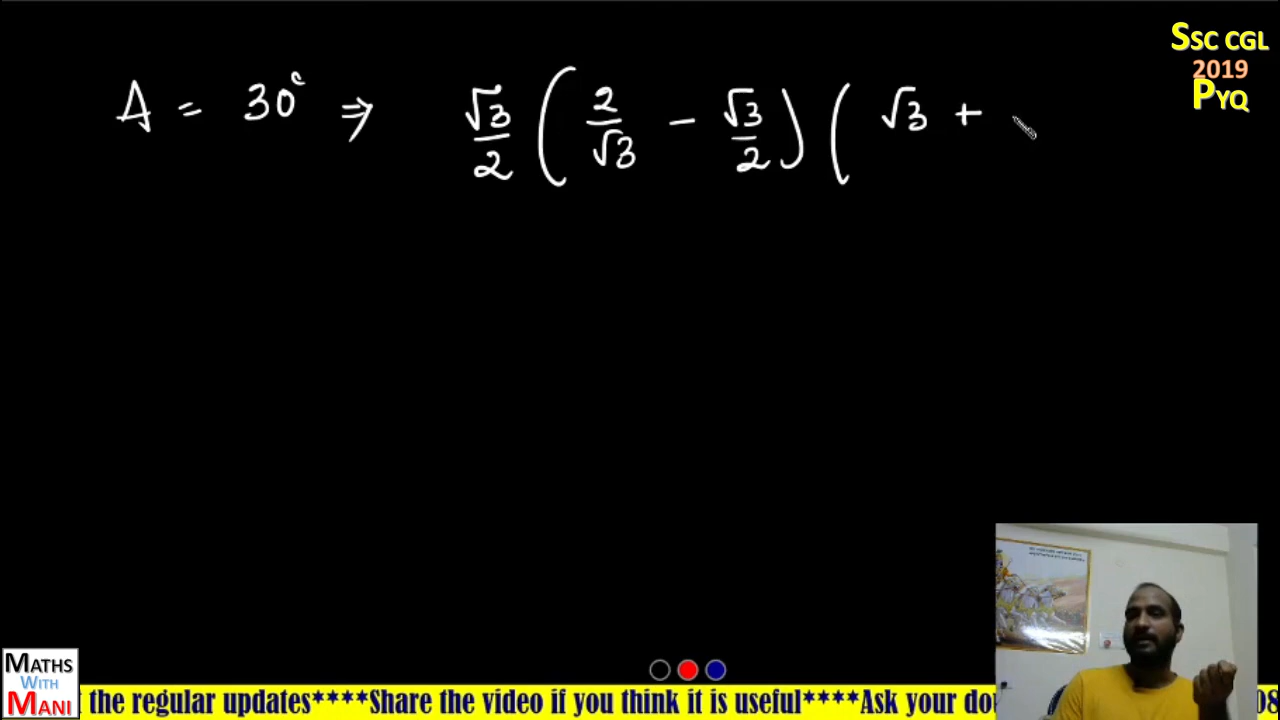 SSC CGL
2019
PYQ
A = 30° ⇒ √3/2 ( 2/√3 − √3/2 ) ( √3 +
MATHS
WITH
MANI
the regular updates****Share the video if you think it is useful****Ask your do
08